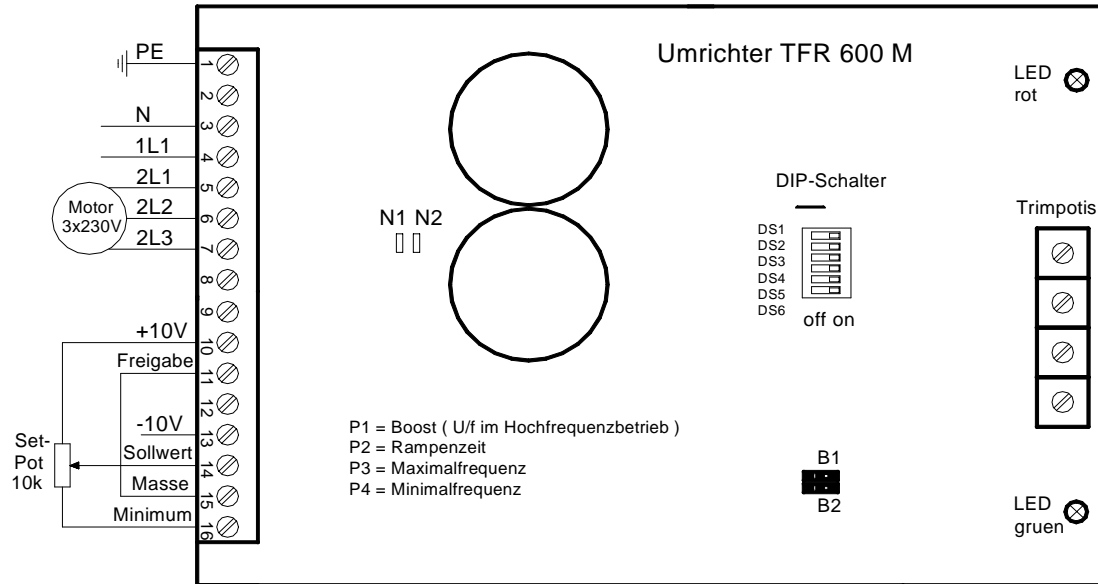 Umrichter TFR 600 M
PE
N
1L1
2L1
2L2
2L3
Motor
3x230V
+10V
Freigabe
-10V
Sollwert
Masse
Minimum
Set-
Pot
10k
1
2
3
4
5
6
7
8
9
10
11
12
13
14
15
16
N1 N2
DIP-Schalter
DS1
DS2
DS3
DS4
DS5
DS6
off on
P1 = Boost ( U/f im Hochfrequenzbetrieb )
P2 = Rampenzeit
P3 = Maximalfrequenz
P4 = Minimalfrequenz
B1
B2
LED
rot
Trimpotis
LED
gruen